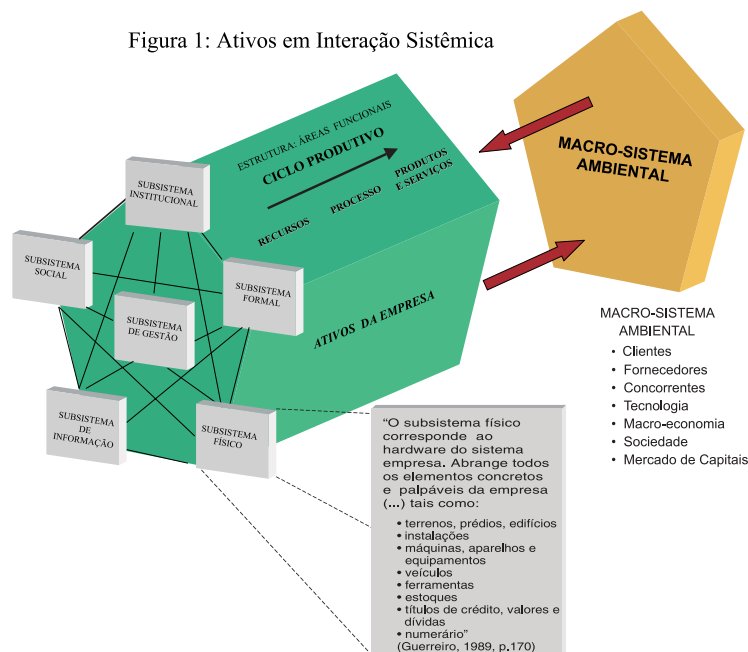 Figura 1: Ativos em Interação Sistêmica
ESTRUTURA: ÁREAS FUNCIONAIS
CICLO PRODUTIVO
RECURSOS
PROCESSO
PRODUTOS
E SERVIÇOS
MACRO-SISTEMA
AMBIENTAL
SUBSISTEMA
INSTITUCIONAL
SUBSISTEMA
SOCIAL
SUBSISTEMA
FORMAL
SUBSISTEMA
DE GESTÃO
SUBSISTEMA
DE
INFORMAÇÃO
SUBSISTEMA
FÍSICO
ATIVOS DA EMPRESA
MACRO-SISTEMA
AMBIENTAL
• Clientes
• Fornecedores
• Concorrentes
• Tecnologia
• Macro-economia
• Sociedade
• Mercado de Capitais
“O subsistema físico
corresponde ao
hardware do sistema
empresa. Abrange todos
os elementos concretos
e palpáveis da empresa
(...) tais como:
• terrenos, prédios, edifícios
• instalações
• máquinas, aparelhos e
equipamentos
• veículos
• ferramentas
• estoques
• títulos de crédito, valores e
dívidas
• numerário”
(Guerreiro, 1989, p.170)